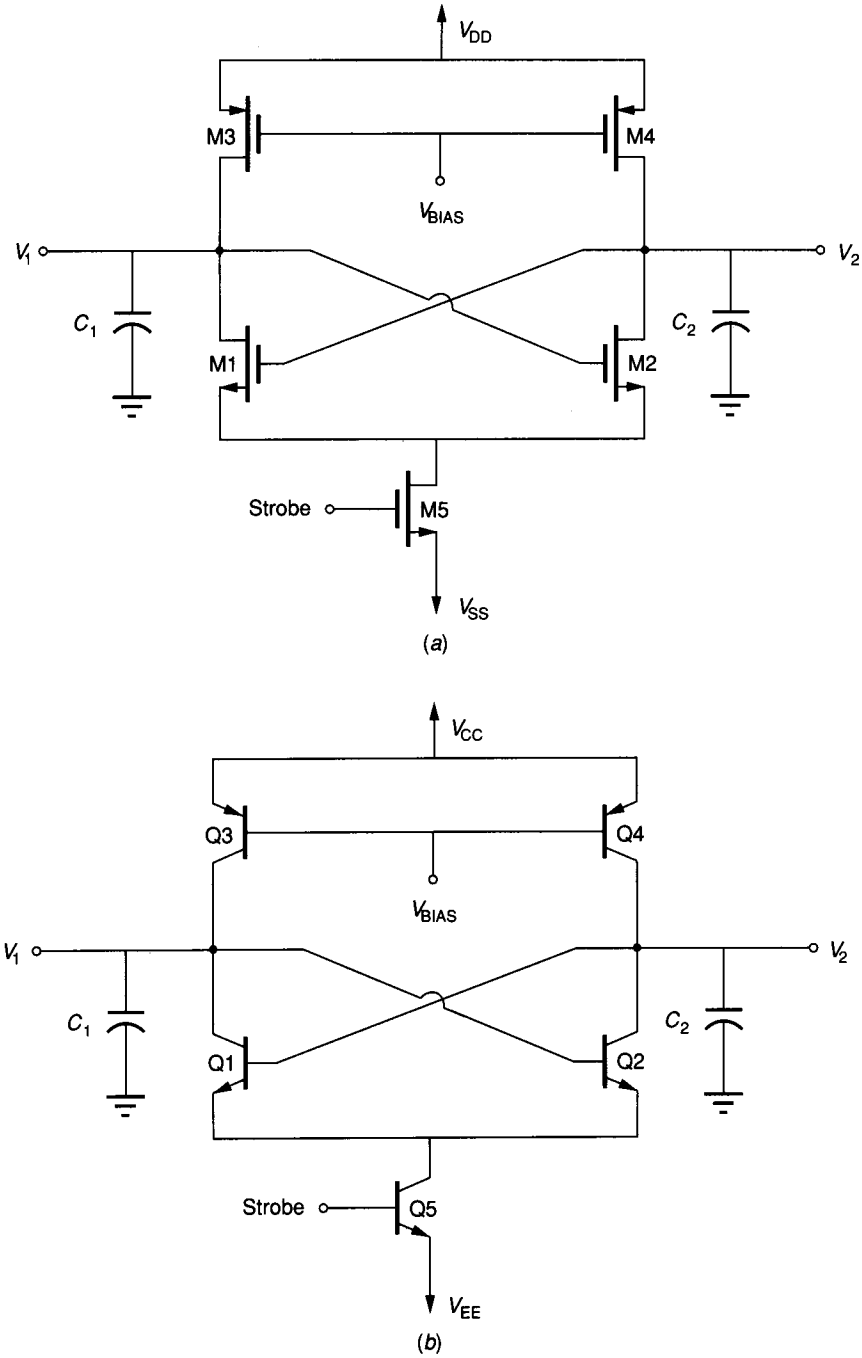 V_DD
M3
M4
V_BIAS
V_1
V_2
C_1
C_2
M1
M2
Strobe
M5
V_SS
(a)
V_CC
Q3
Q4
V_BIAS
V_1
V_2
C_1
C_2
Q1
Q2
Strobe
Q5
V_EE
(b)